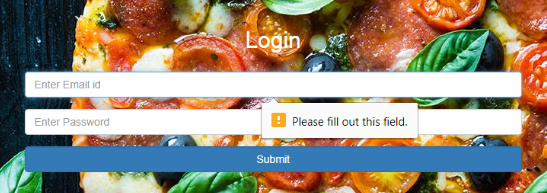 Login
Enter Email id
Please fill out this field.
Enter Password
Submit